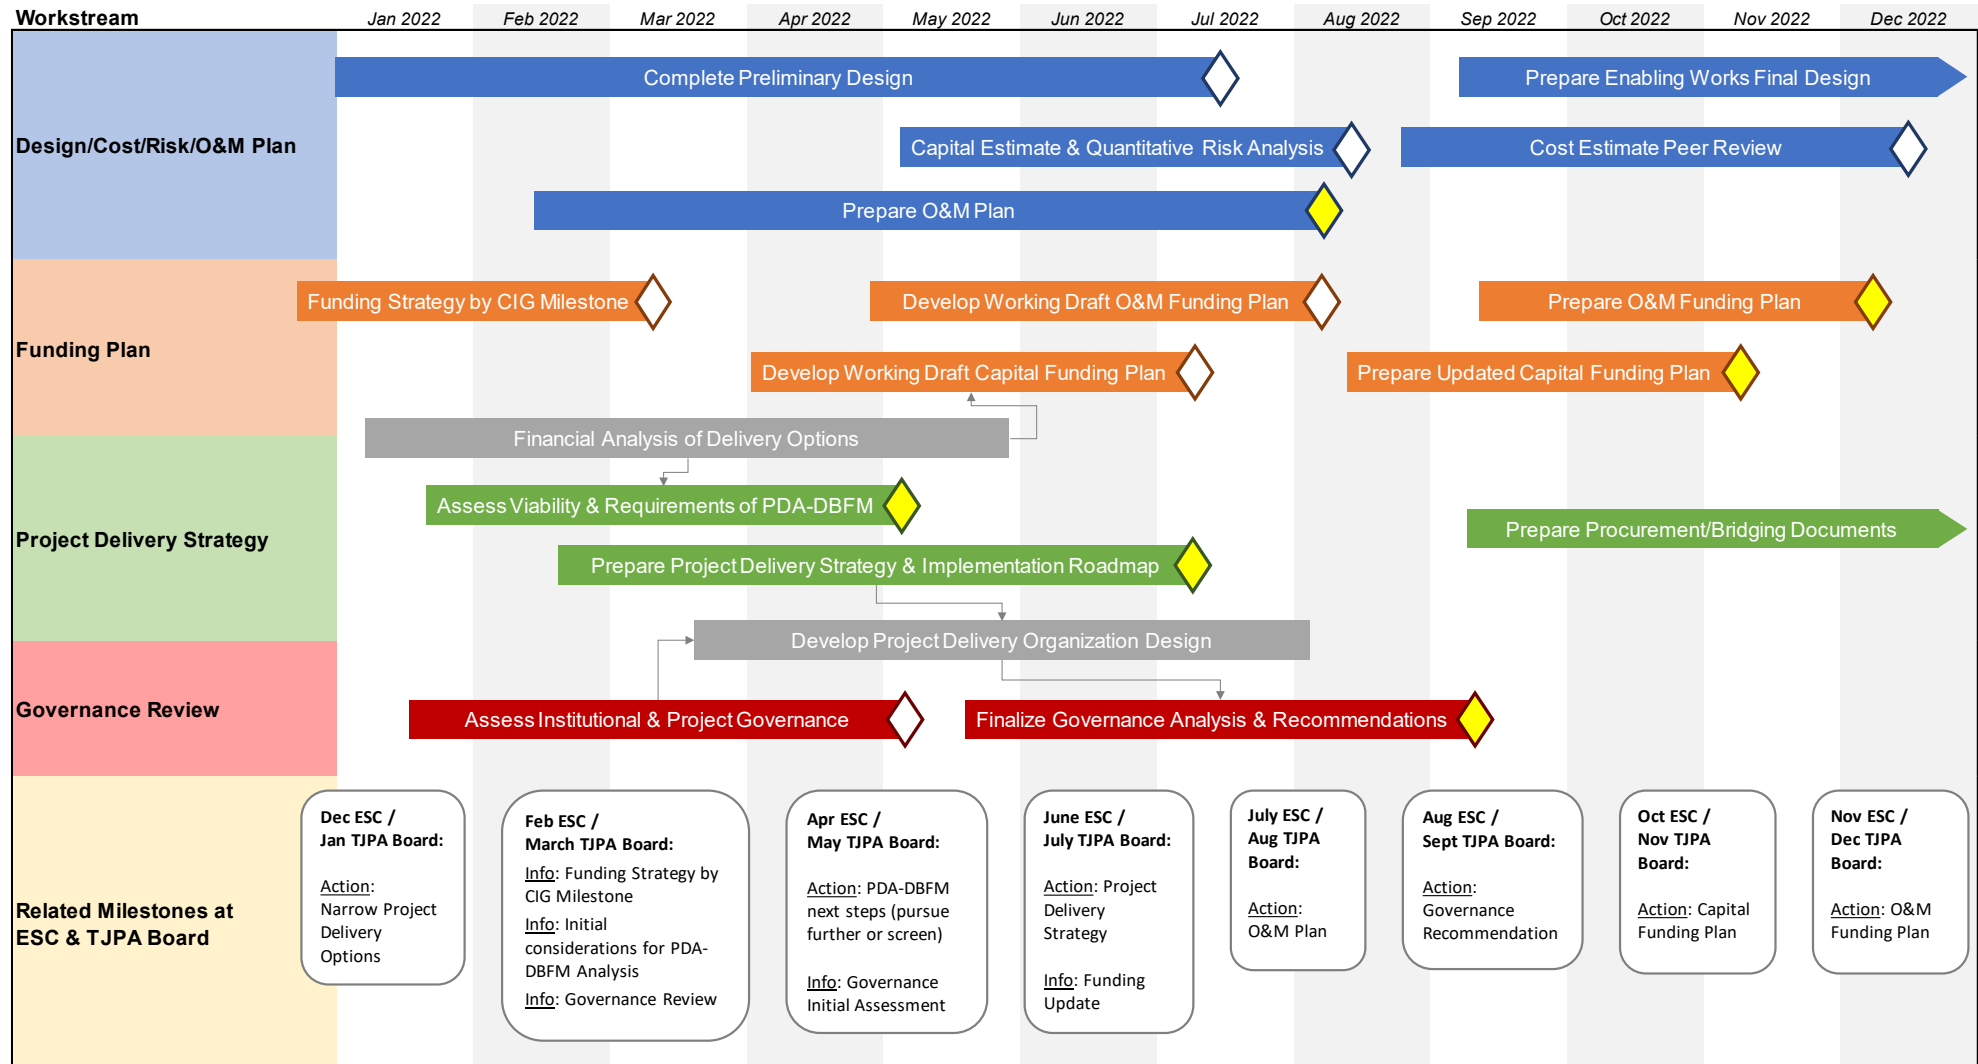 Workstream
Jan 2022
Feb 2022
Mar 2022
Apr 2022
May 2022
Jun 2022
Jul 2022
Aug 2022
Sep 2022
Oct 2022
Nov 2022
Dec 2022
Design/Cost/Risk/O&M Plan
Complete Preliminary Design
Prepare Enabling Works Final Design
Capital Estimate & Quantitative Risk Analysis
Cost Estimate Peer Review
Prepare O&M Plan
Funding Plan
Funding Strategy by CIG Milestone
Develop Working Draft O&M Funding Plan
Prepare O&M Funding Plan
Develop Working Draft Capital Funding Plan
Prepare Updated Capital Funding Plan
Financial Analysis of Delivery Options
Project Delivery Strategy
Assess Viability & Requirements of PDA-DBFM
Prepare Procurement/Bridging Documents
Prepare Project Delivery Strategy & Implementation Roadmap
Develop Project Delivery Organization Design
Governance Review
Assess Institutional & Project Governance
Finalize Governance Analysis & Recommendations
Related Milestones at
ESC & TJPA Board
Dec ESC /
Jan TJPA Board:
Action:
Narrow Project
Delivery
Options
Feb ESC /
March TJPA Board:
Info: Funding Strategy by
CIG Milestone
Info: Initial
considerations for PDA-
DBFM Analysis
Info: Governance Review
Apr ESC /
May TJPA Board:
Action: PDA-DBFM
next steps (pursue
further or screen)
Info: Governance
Initial Assessment
June ESC /
July TJPA Board:
Action: Project
Delivery
Strategy
Info: Funding
Update
July ESC /
Aug TJPA
Board:
Action:
O&M Plan
Aug ESC /
Sept TJPA Board:
Action:
Governance
Recommendation
Oct ESC /
Nov TJPA
Board:
Action: Capital
Funding Plan
Nov ESC /
Dec TJPA
Board:
Action: O&M
Funding Plan